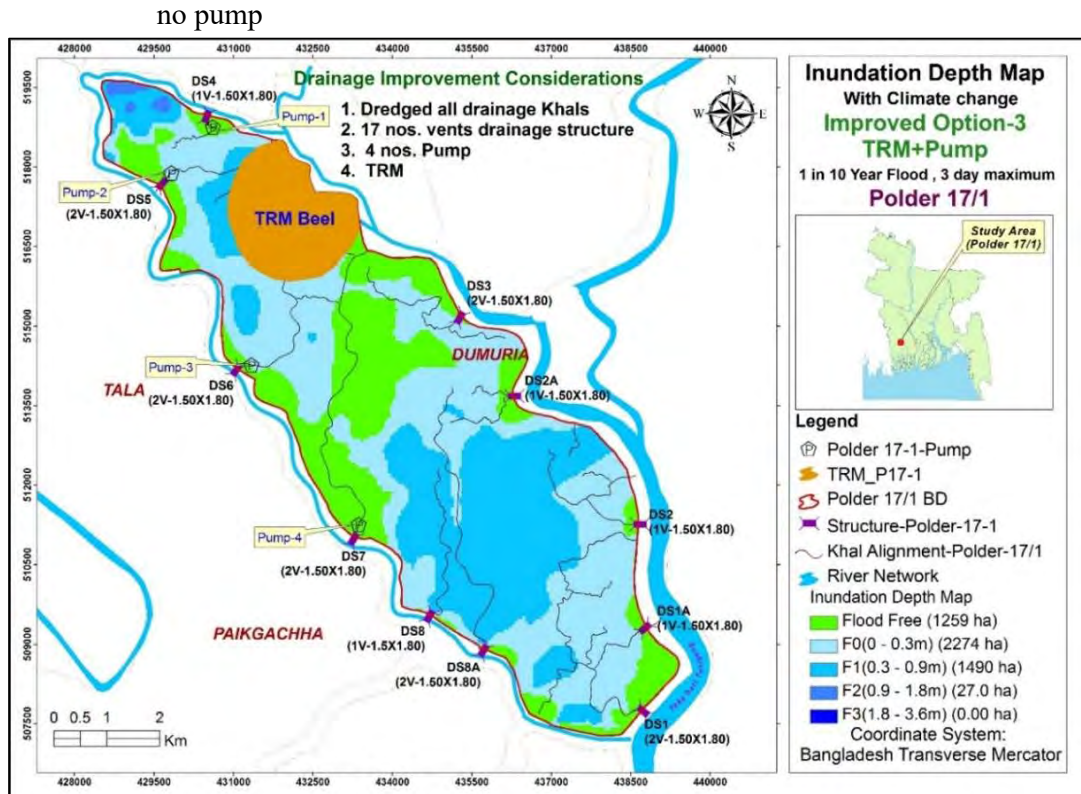 no pump
428000 429500 431000 432500 434000 435500 437000 438500 440000
519500
518000
516500
515000
513500
512000
510500
509000
507500
DS4
(1V-1.50X1.80)
Pump-1
Drainage Improvement Considerations
1. Dredged all drainage Khals
2. 17 nos. vents drainage structure
3. 4 nos. Pump
4. TRM
N
W E
S
Pump-2
DS5
(2V-1.50X1.80)
TRM Beel
DS3
(2V-1.50X1.80)
DUMURIA
Pump-3
TALA
DS6
(2V-1.50X1.80)
DS2A
(1V-1.50X1.80)
DS2
(1V-1.50X1.80)
Pump-4
DS7
(2V-1.50X1.80)
PAIKGACHHA
DS8
(1V-1.5X1.80)
DS8A
(2V-1.50X1.80)
DS1A
(1V-1.50X1.80)
DS1
(2V-1.50X1.80)
0 0.5 1 2
Km
428000 429500 431000 432500 434000 435500 437000 438500 440000
Inundation Depth Map
With Climate change
Improved Option-3
TRM+Pump
1 in 10 Year Flood , 3 day maximum
Polder 17/1
Study Area
(Polder 17/1)
Legend
Polder 17-1-Pump
TRM_P17-1
Polder 17/1 BD
Structure-Polder-17-1
Khal Alignment-Polder-17/1
River Network
Inundation Depth Map
Flood Free (1259 ha)
F0(0 - 0.3m) (2274 ha)
F1(0.3 - 0.9m) (1490 ha)
F2(0.9 - 1.8m) (27.0 ha)
F3(1.8 - 3.6m) (0.00 ha)
Coordinate System:
Bangladesh Transverse Mercator